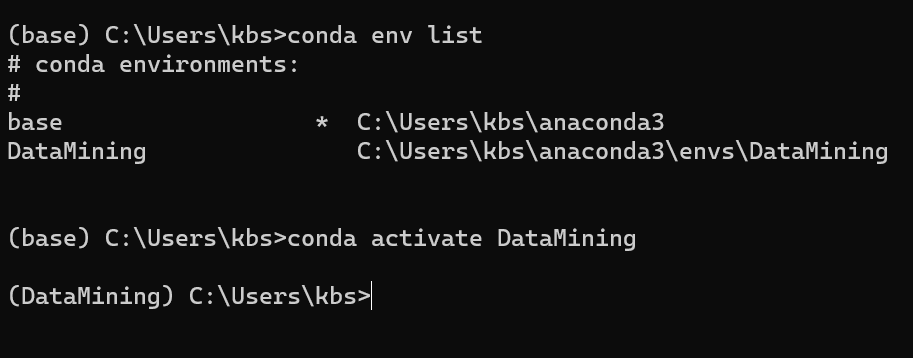 (base) C:\Users\kbs>conda env list
# conda environments:
#
base                  *  C:\Users\kbs\anaconda3
DataMining               C:\Users\kbs\anaconda3\envs\DataMining
(base) C:\Users\kbs>conda activate DataMining
(DataMining) C:\Users\kbs>